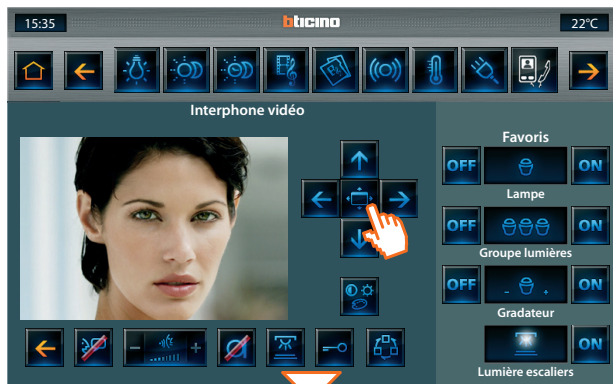 15:35
bticino
22°C
Interphone vidéo
Favoris
OFF
ON
Lampe
OFF
ON
Groupe lumières
OFF
- +
ON
Gradateur
ON
Lumière escaliers
- +